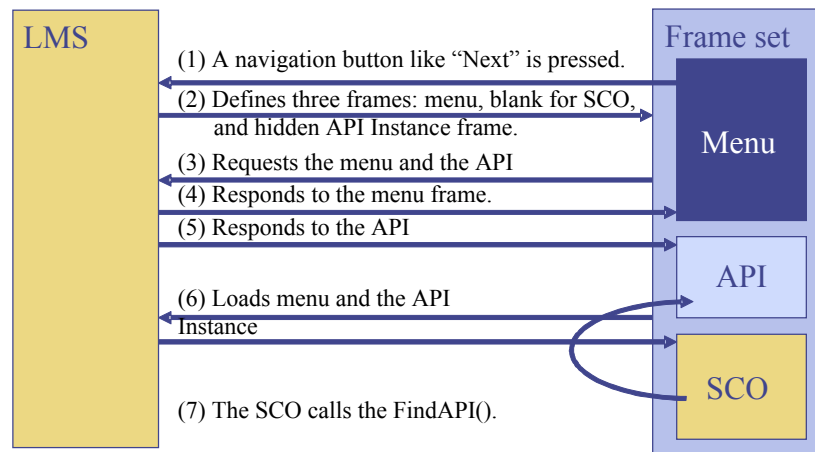 LMS
Frame set
(1) A navigation button like “Next” is pressed.
(2) Defines three frames: menu, blank for SCO,
and hidden API Instance frame.
Menu
(3) Requests the menu and the API
(4) Responds to the menu frame.
(5) Responds to the API
API
(6) Loads menu and the API
Instance
SCO
(7) The SCO calls the FindAPI().